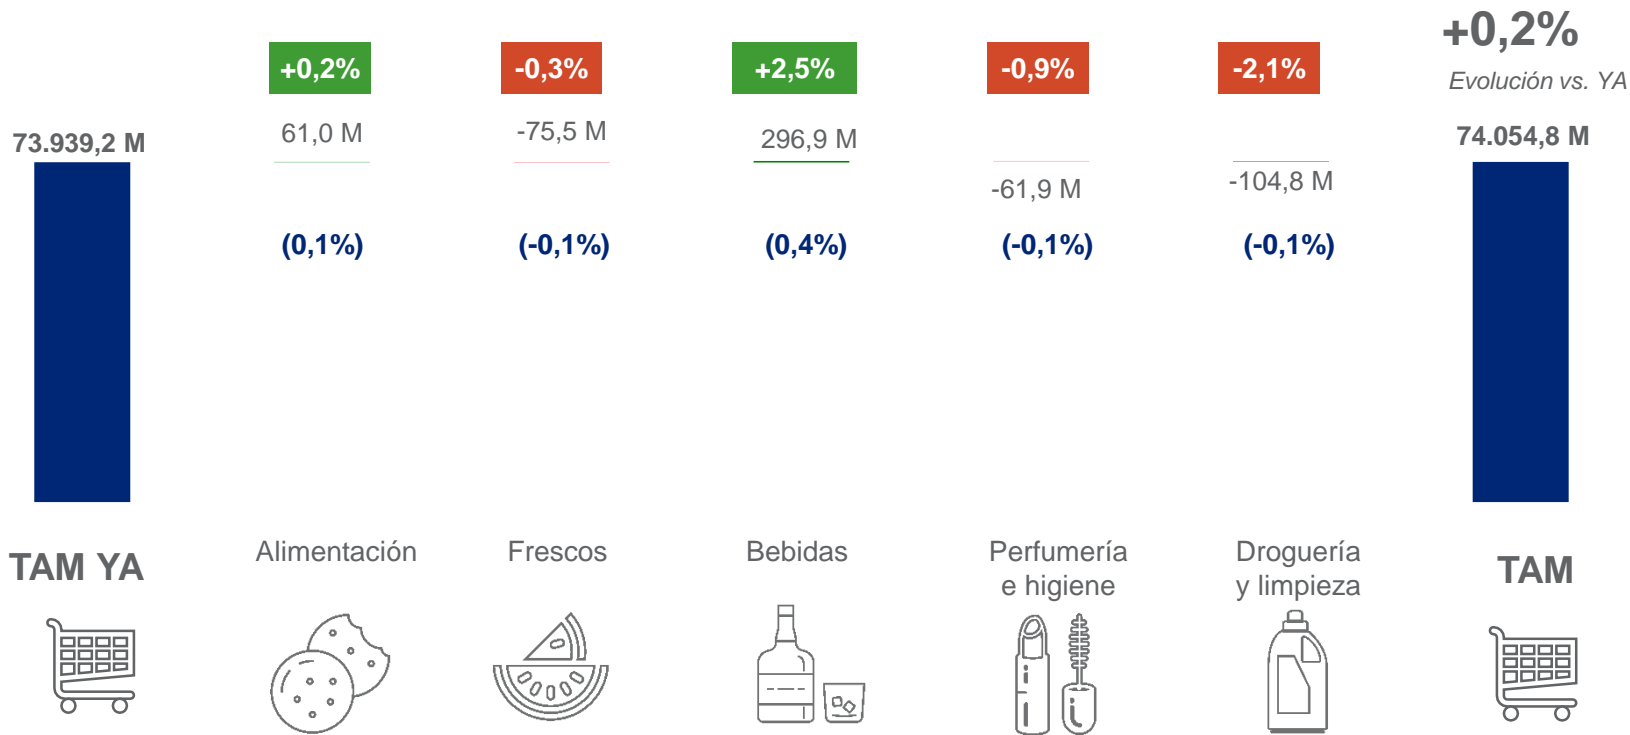 +0,2%
Evolución vs. YA
+0,2%
-0,3%
+2,5%
-0,9%
-2,1%
73.939,2 M
61,0 M
-75,5 M
296,9 M
-61,9 M
-104,8 M
74.054,8 M
(0,1%)
(-0,1%)
(0,4%)
(-0,1%)
(-0,1%)
TAM YA
Alimentación
Frescos
Bebidas
Perfumería
e higiene
Droguería
y limpieza
TAM